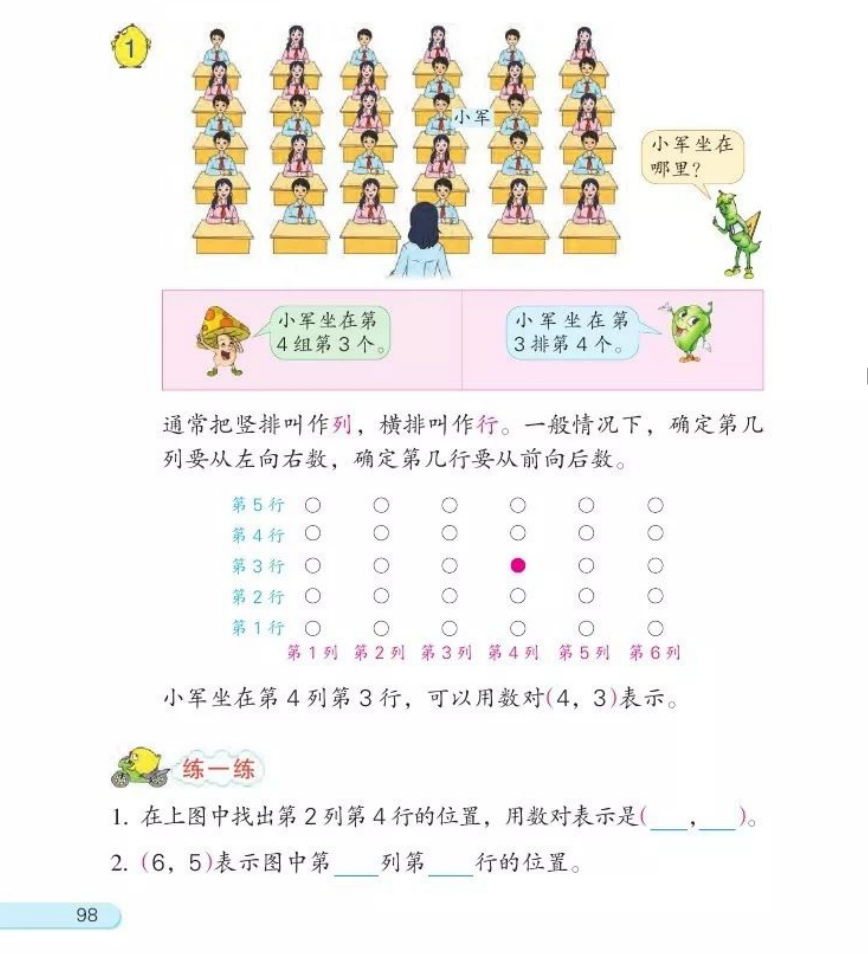 1
小军
小军坐在
哪里？
小军坐在第
4组第3个。
小军坐在第
3排第4个。
通常把竖排叫作列，横排叫作行。一般情况下，确定第几
列要从左向右数，确定第几行要从前向后数。
第5行
第4行
第3行
第2行
第1行
第1列 第2列 第3列 第4列 第5列 第6列
小军坐在第4列第3行，可以用数对(4，3)表示。
练一练
1. 在上图中找出第2列第4行的位置，用数对表示是(___,___)。
2. (6，5)表示图中第___列第___行的位置。
98